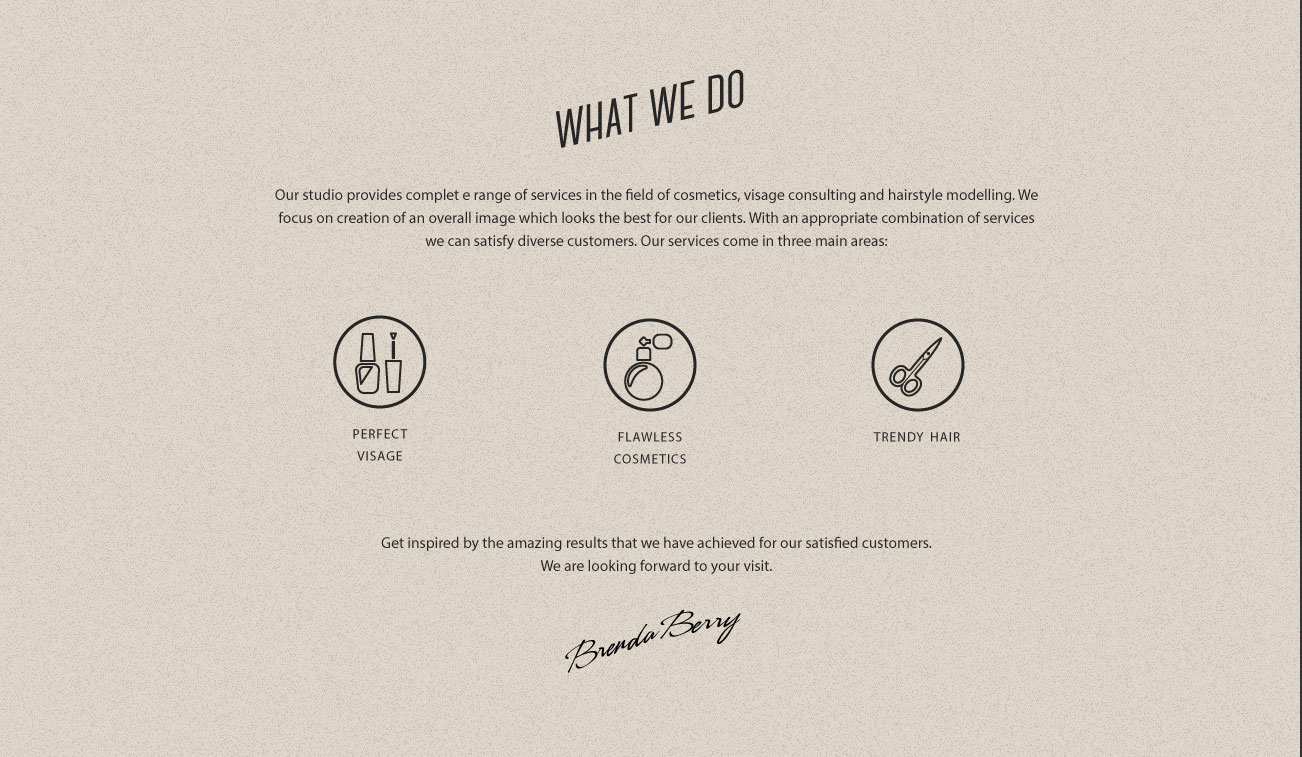 WHAT WE DO
Our studio provides complet e range of services in the field of cosmetics, visage consulting and hairstyle modelling. We
focus on creation of an overall image which looks the best for our clients. With an appropriate combination of services
we can satisfy diverse customers. Our services come in three main areas:
PERFECT
VISAGE
FLAWLESS
COSMETICS
TRENDY HAIR
Get inspired by the amazing results that we have achieved for our satisfied customers.
We are looking forward to your visit.
Brenda Berry